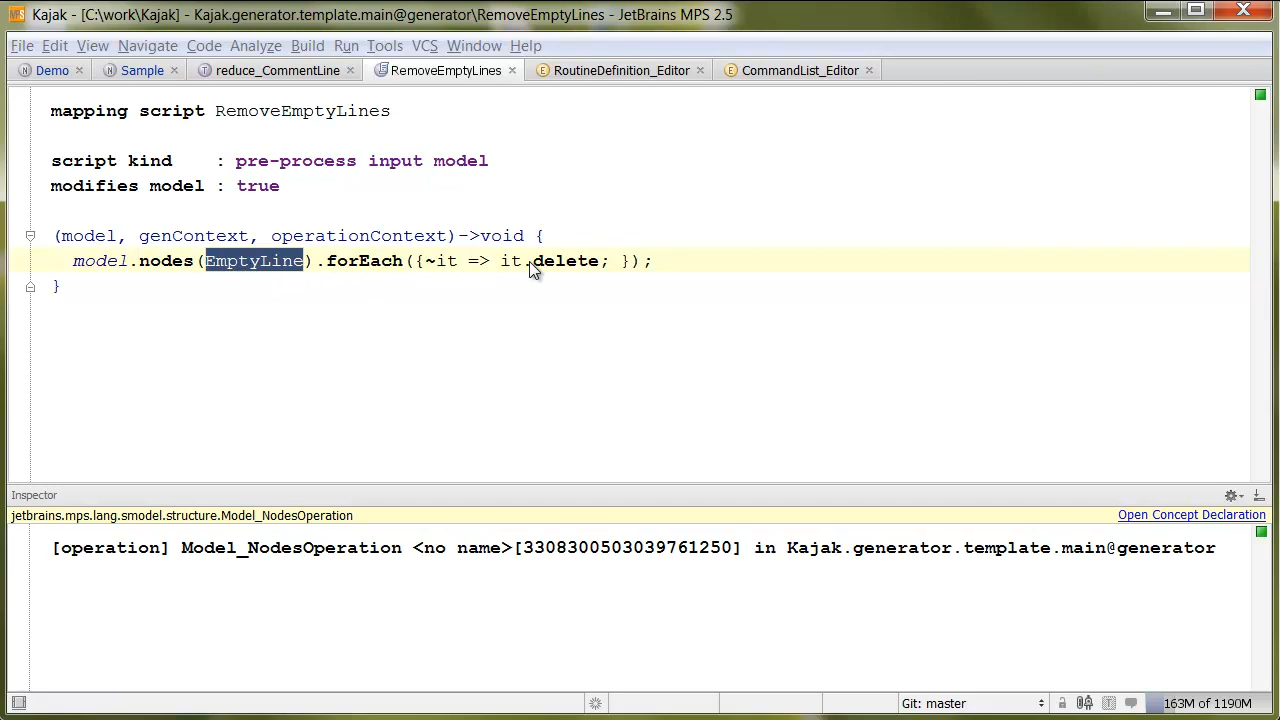 Kajak - [C:\work\Kajak] - Kajak.generator.template.main@generator\RemoveEmptyLines - JetBrains MPS 2.5
File Edit View Navigate Code Analyze Build Run Tools VCS Window Help
Demo Sample reduce_CommentLine RemoveEmptyLines RoutineDefinition_Editor CommandList_Editor
mapping script RemoveEmptyLines
script kind : pre-process input model
modifies model : true
(model, genContext, operationContext)->void {
model.nodes(EmptyLine).forEach({~it => it.delete; });
}
Inspector
jetbrains.mps.lang.smodel.structure.Model_NodesOperation Open Concept Declaration
[operation] Model_NodesOperation <no name>[3308300503039761250] in Kajak.generator.template.main@generator
Git: master 163M of 1190M